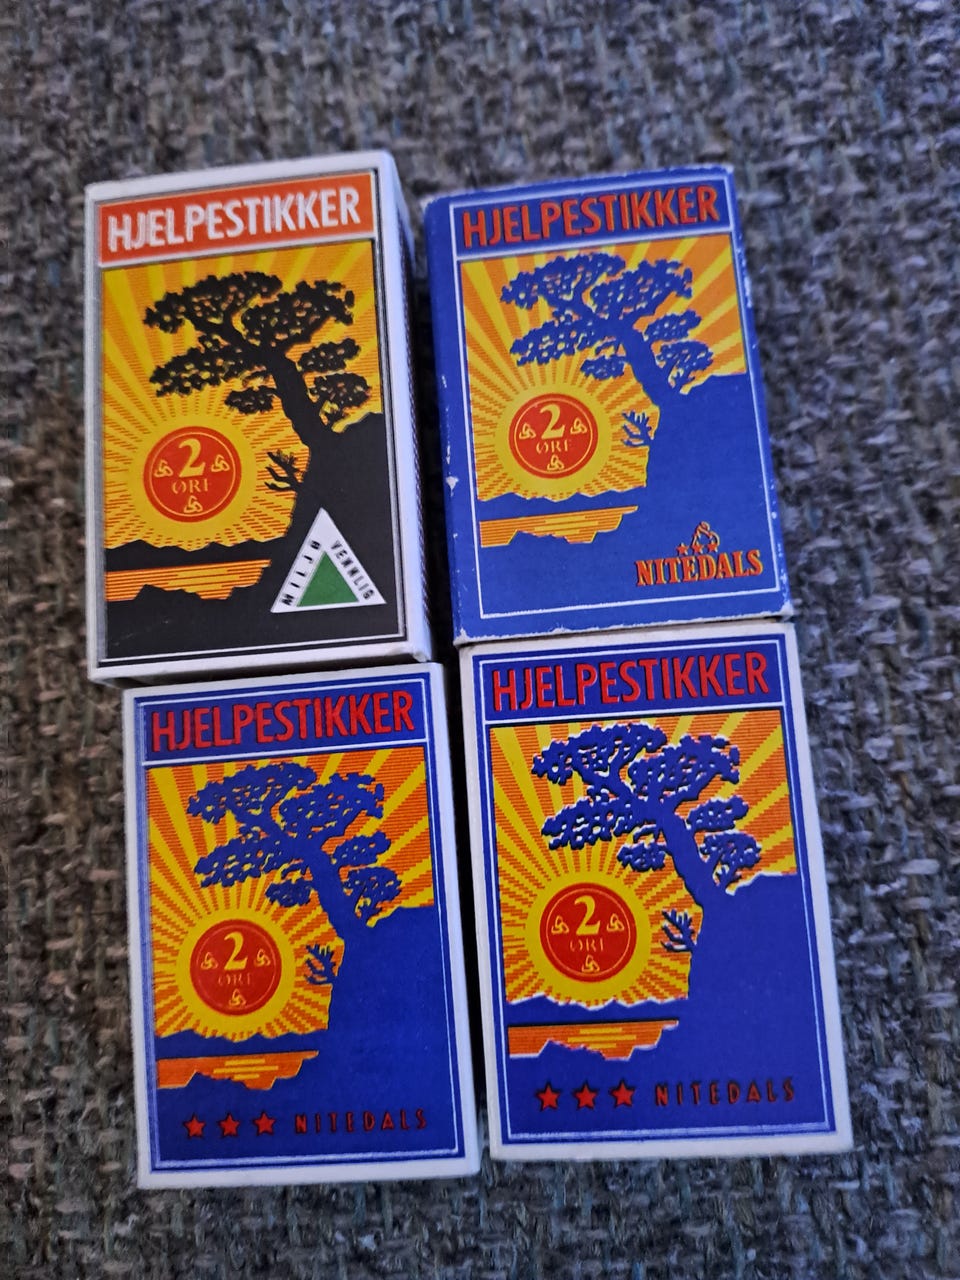 HJELPESTIKKER
2
ØRE
MILJØ VENNLIG
HJELPESTIKKER
2
ØRE
NITEDALS
HJELPESTIKKER
2
ØRE
NITEDALS
HJELPESTIKKER
2
ØRE
NITEDALS